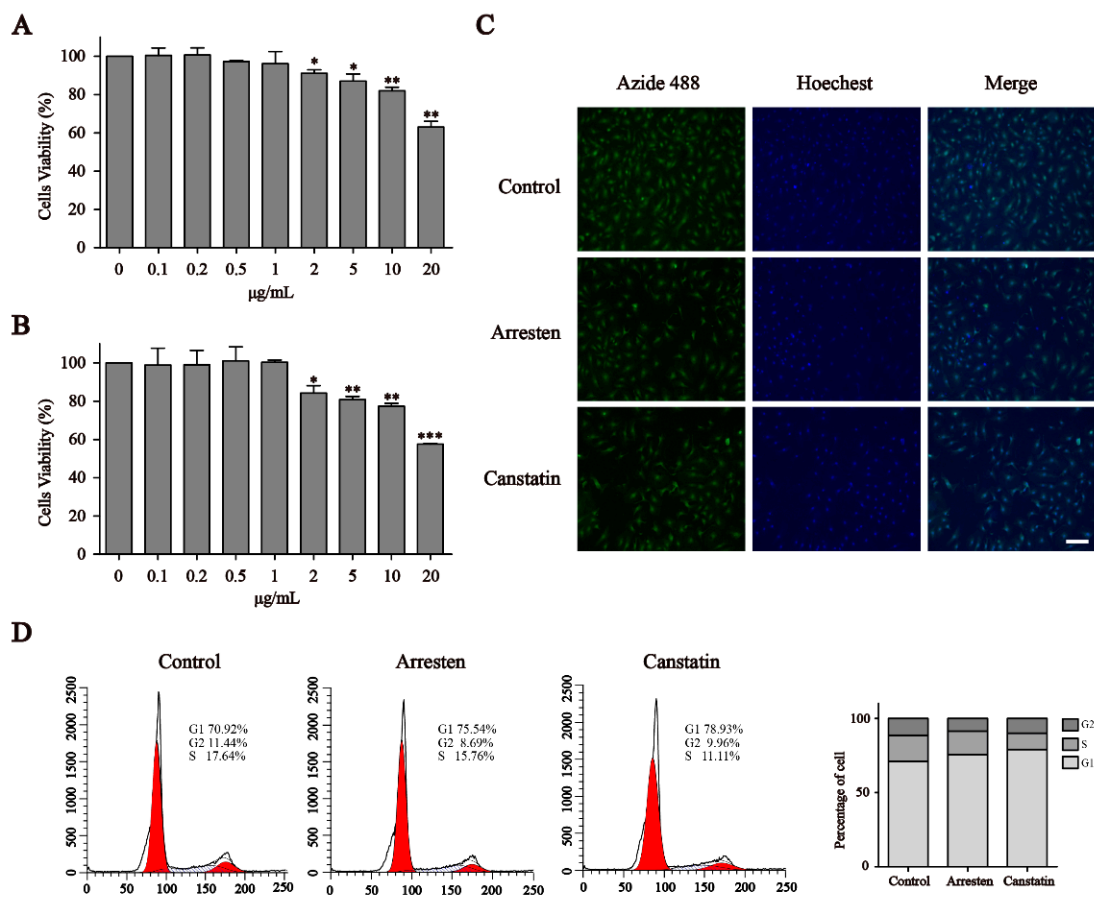 A
Cells Viability (%)
100
80
60
40
20
0
* * ** **
0 0.1 0.2 0.5 1 2 5 10 20
μg/mL
B
Cells Viability (%)
100
80
60
40
20
0
* ** ** ***
0 0.1 0.2 0.5 1 2 5 10 20
μg/mL
C
Azide 488 Hoechest Merge
Control
Arresten
Canstatin
D
Control
2500
2000
1500
1000
500
0
G1 70.92%
G2 11.44%
S 17.64%
0 50 100 150 200 250
Arresten
2500
2000
1500
1000
500
0
G1 75.54%
G2 8.69%
S 15.76%
0 50 100 150 200 250
Canstatin
2500
2000
1500
1000
500
0
G1 78.93%
G2 9.96%
S 11.11%
0 50 100 150 200 250
Percentage of cell
100
50
0
G2
S
G1
Control Arresten Canstatin